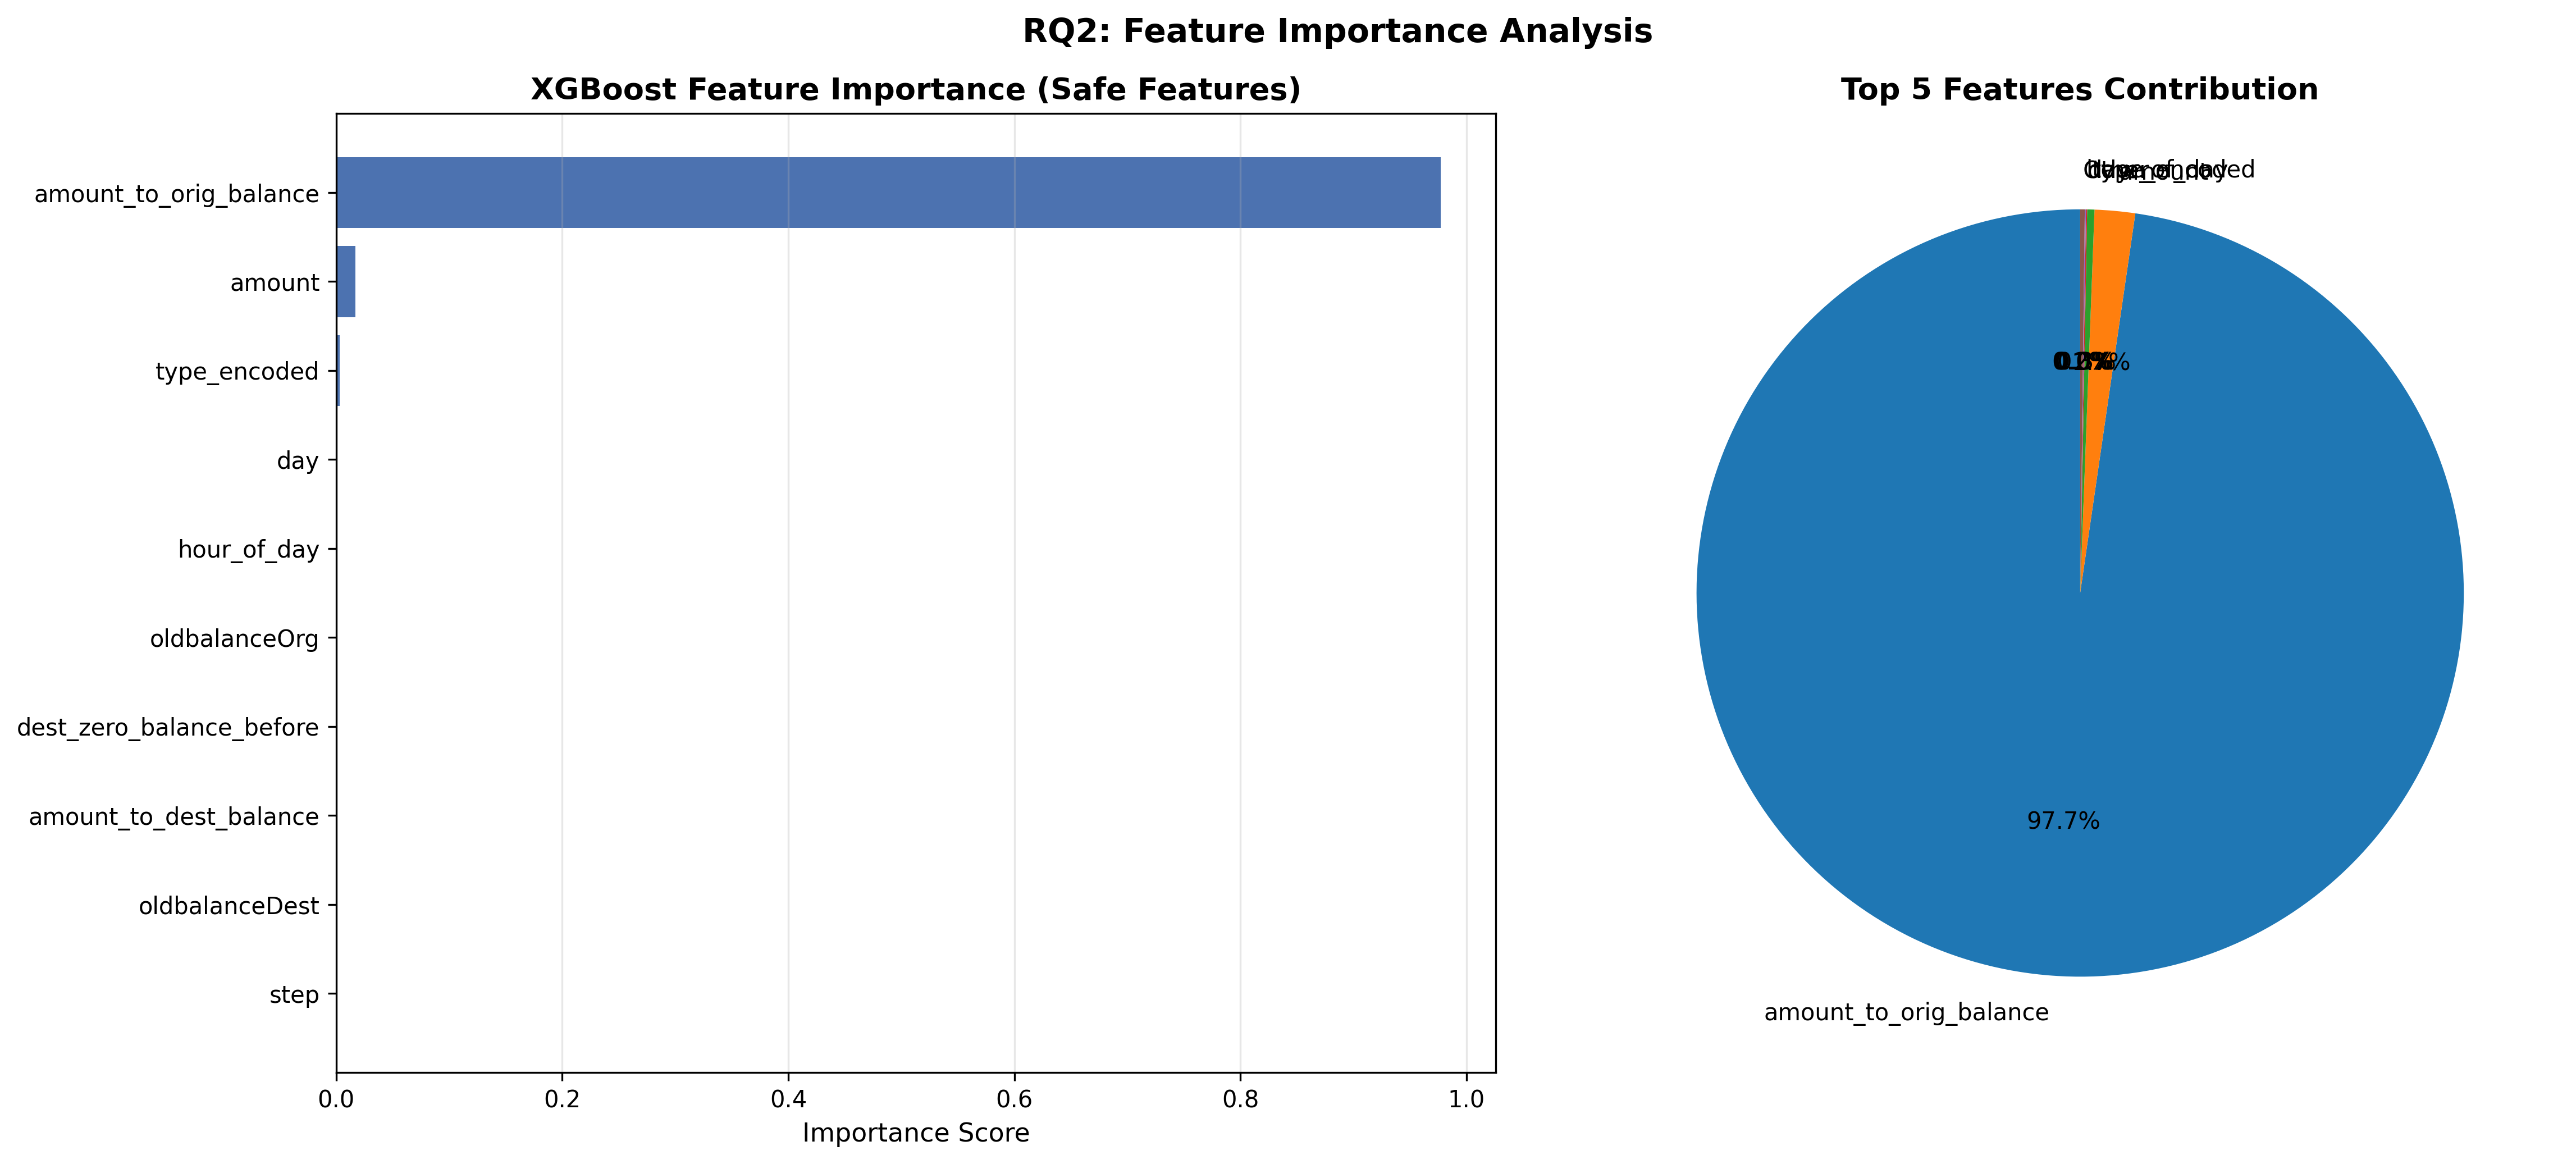 RQ2: Feature Importance Analysis
XGBoost Feature Importance (Safe Features)
amount_to_orig_balance
amount
type_encoded
day
hour_of_day
oldbalanceOrg
dest_zero_balance_before
amount_to_dest_balance
oldbalanceDest
step
0.0 0.2 0.4 0.6 0.8 1.0
Importance Score
Top 5 Features Contribution
97.7%
amount_to_orig_balance